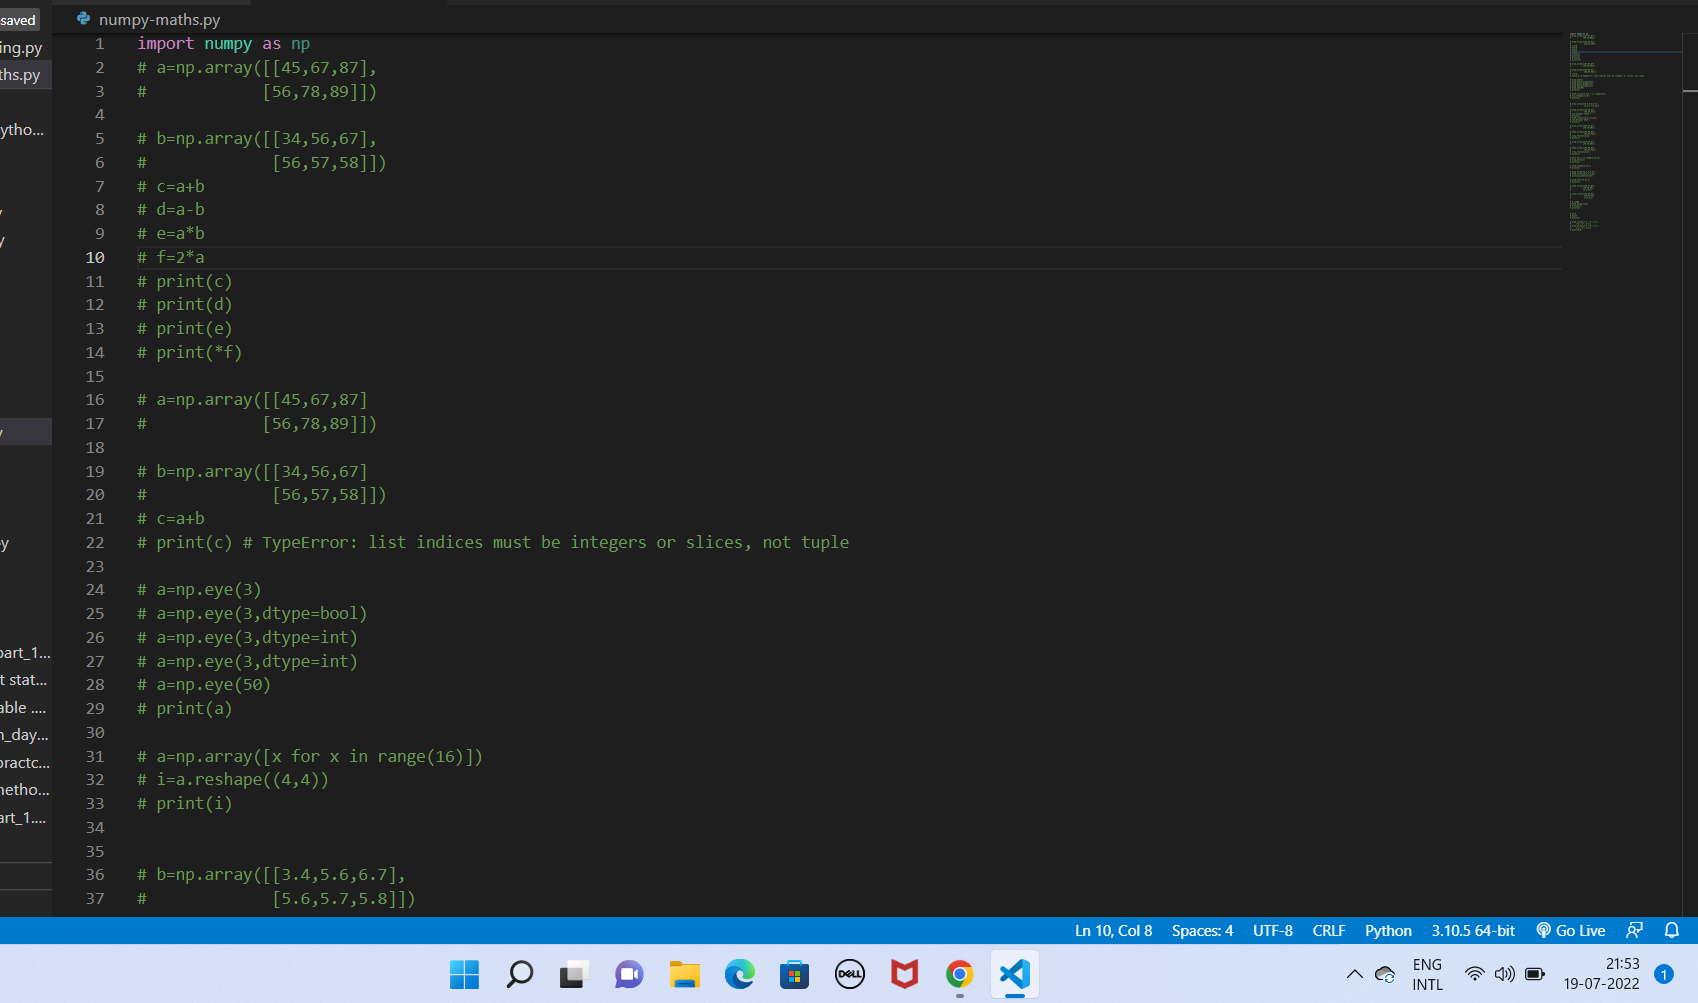 saved
ing.py
ths.py
ytho...
y
y
y
py
part_1...
t stat...
able ....
n_day...
practc...
netho...
art_1....
numpy-maths.py
1 import numpy as np
2 # a=np.array([[45,67,87],
3 #            [56,78,89]])
4
5 # b=np.array([[34,56,67],
6 #             [56,57,58]])
7 # c=a+b
8 # d=a-b
9 # e=a*b
10 # f=2*a
11 # print(c)
12 # print(d)
13 # print(e)
14 # print(*f)
15
16 # a=np.array([[45,67,87]
17 #            [56,78,89]])
18
19 # b=np.array([[34,56,67]
20 #             [56,57,58]])
21 # c=a+b
22 # print(c) # TypeError: list indices must be integers or slices, not tuple
23
24 # a=np.eye(3)
25 # a=np.eye(3,dtype=bool)
26 # a=np.eye(3,dtype=int)
27 # a=np.eye(3,dtype=int)
28 # a=np.eye(50)
29 # print(a)
30
31 # a=np.array([x for x in range(16)])
32 # i=a.reshape((4,4))
33 # print(i)
34
35
36 # b=np.array([[3.4,5.6,6.7],
37 #             [5.6,5.7,5.8]])
Ln 10, Col 8 Spaces: 4 UTF-8 CRLF Python 3.10.5 64-bit Go Live
DELL
ENG
INTL
21:53
19-07-2022
1